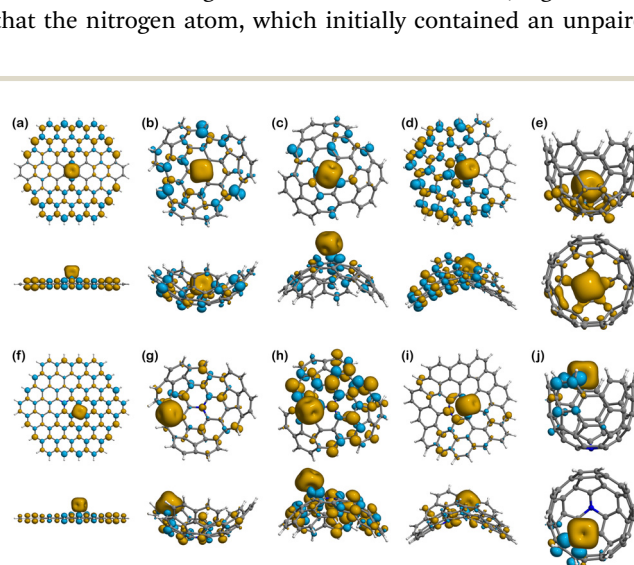 that the nitrogen atom, which initially contained an unpair
(a) (b) (c) (d) (e)
(f) (g) (h) (i) (j)